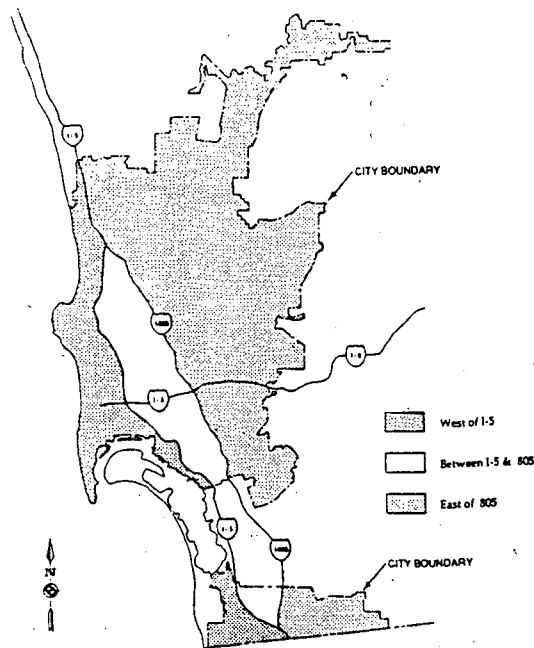 I-5
CITY BOUNDARY
I-805
I-8
I-8
West of I-5
Between I-5 & 805
East of 805
I-5
I-805
N
CITY BOUNDARY